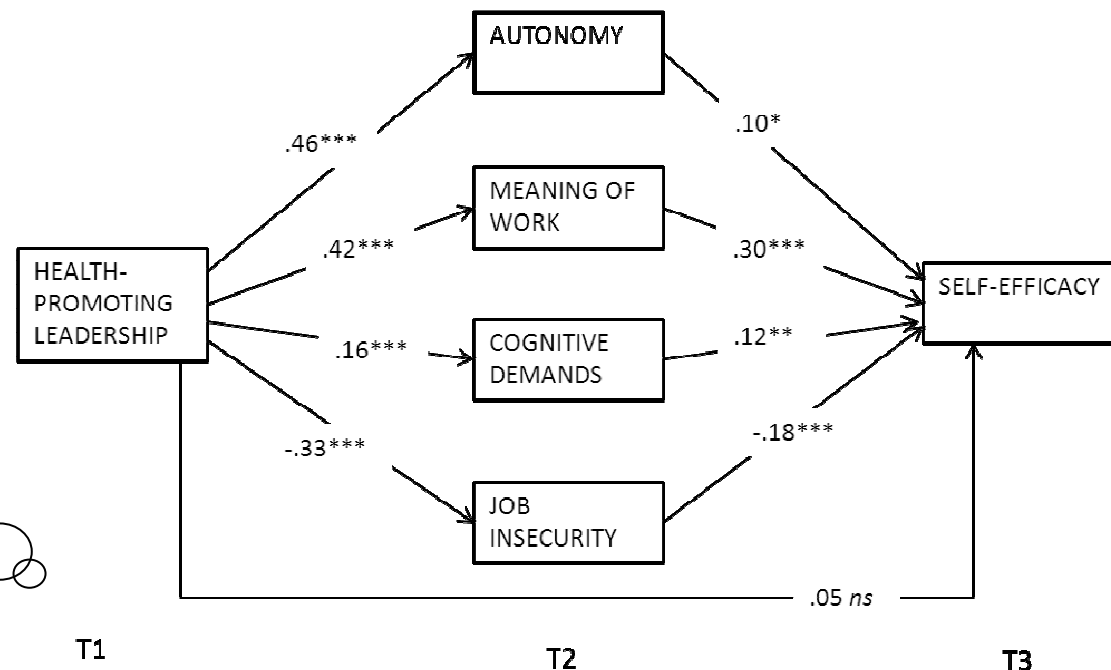 AUTONOMY
.46***
.10*
MEANING OF
WORK
.42***
.30***
HEALTH-
PROMOTING
LEADERSHIP
SELF-EFFICACY
.16***
COGNITIVE
DEMANDS
.12**
-.33***
-.18***
JOB
INSECURITY
.05 ns
T1
T2
T3